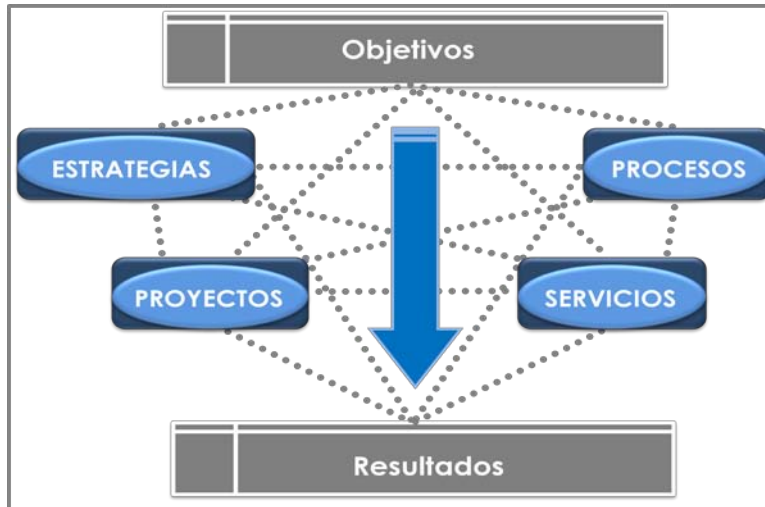 Objetivos
ESTRATEGIAS
PROCESOS
PROYECTOS
SERVICIOS
Resultados